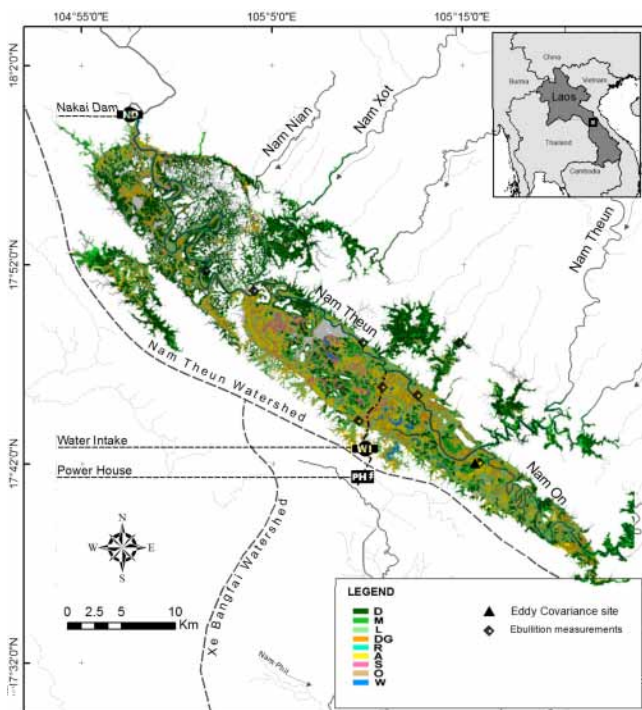 104°55'0"E
105°5'0"E
105°15'0"E
18°2'0"N
17°52'0"N
17°42'0"N
17°32'0"N
China
Burma
Vietnam
Laos
Thailand
Cambodia
Nakai Dam
ND
Nam Nian
Nam Xot
Nam Theun
Nam Theun
Nam Theun Watershed
Water Intake
WI
Power House
PH
Nam On
Xe Bangfai Watershed
Nam Phit
N
W E
S
0 2.5 5 10
Km
LEGEND
D
M
L
DG
R
A
S
O
W
Eddy Covariance site
Ebullition measurements